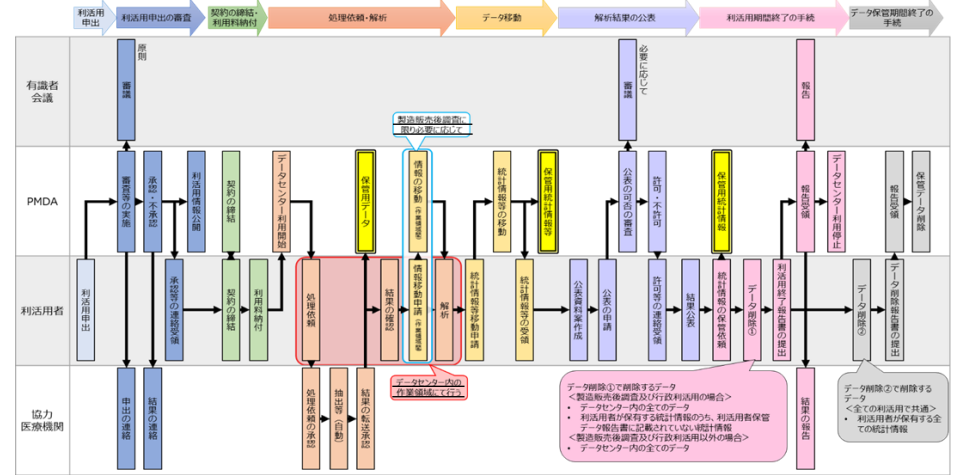 利活用
申出
利活用申出の審査
契約の締結・
利用料納付
処理依頼・解析
データ移動
解析結果の公表
利活用期間終了の手続
データ保管期間終了の
手続
有識者
会議
審議
原則
審議
必要に応じて
報告
製造販売後調査に
限り必要に応じて
PMDA
審査等の実施
承認・不承認
利活用情報公開
契約の締結
データセンター利用開始
保管用データ
情報の移動(作業領域間)
統計情報等の移動
保管用統計情報等
公表の可否の審査
許可・不許可
保管用統計情報
報告受領
データセンター利用停止
報告受領
保管データ削除
利活用者
利活用申出
承認等の連絡受領
契約の締結
利用料納付
処理依頼
結果の確認
情報移動申請(作業領域間)
解析
統計情報等移動申請
統計情報等の受領
公表資料案作成
公表の申請
許可等の連絡受領
結果公表
統計情報の保管依頼
データ削除①
利活用終了報告書の提出
データ削除②
データ削除報告書の提出
データセンター内の
作業領域にて行う
協力
医療機関
申出の連絡
結果の連絡
処理依頼の承認
抽出等(自動)
結果の転送承認
データ削除①で削除するデータ
<製造販売後調査及び行政利活用の場合>
• データセンター内の全てのデータ
• 利活用者が保有する統計情報のうち、利活用者保管
データ報告書に記載されていない統計情報
<製造販売後調査及び行政利活用以外の場合>
• データセンター内の全てのデータ
結果の報告
データ削除②で削除する
データ
<全ての利活用で共通>
• 利活用者が保有する全
ての統計情報